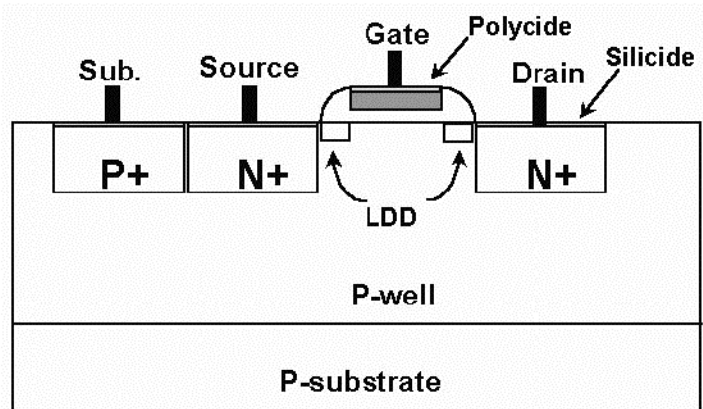 Gate
Polycide
Sub.
Source
Drain
Silicide
P+
N+
N+
LDD
P-well
P-substrate